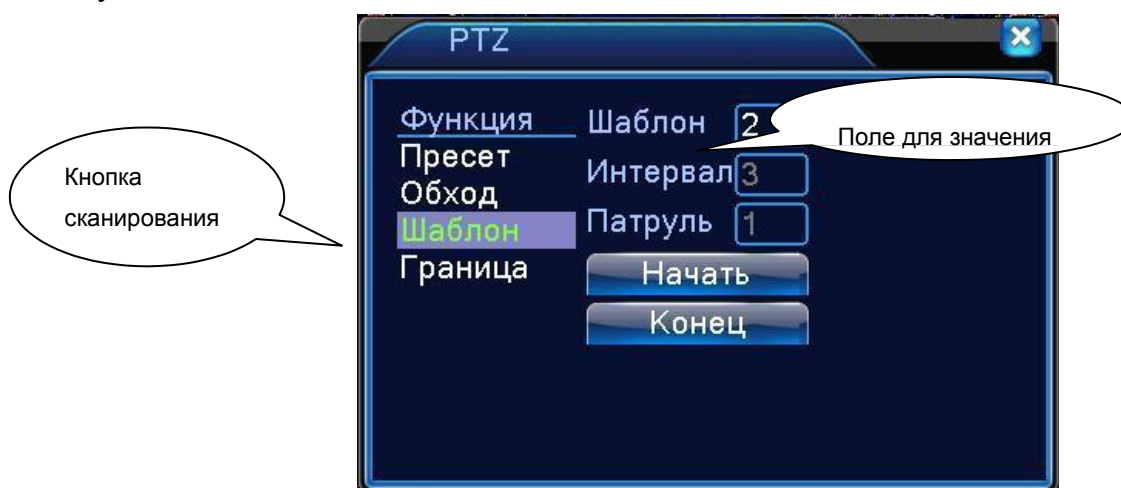 PTZ
Функция
Пресет
Обход
Шаблон
Граница
Шаблон 2
Интервал 3
Патруль 1
Начать
Конец
Кнопка
сканирования
Поле для значения